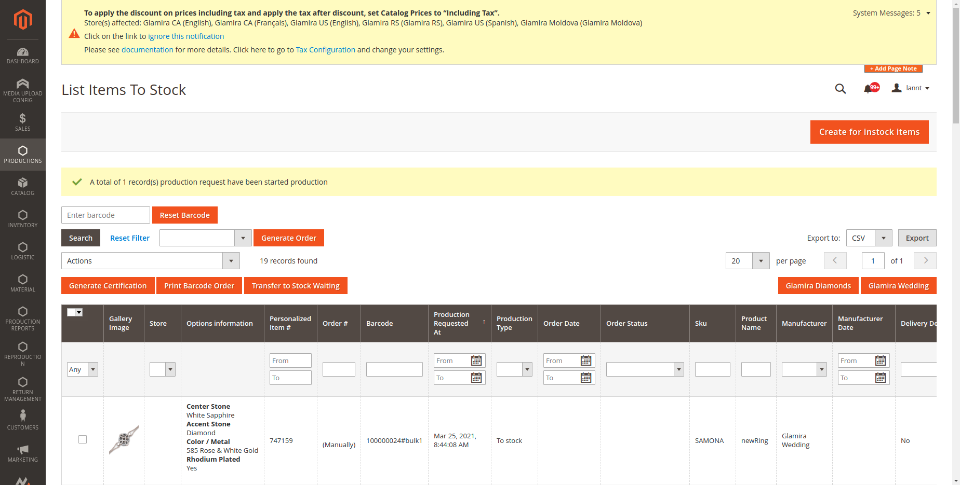 To apply the discount on prices including tax and apply the tax after discount, set Catalog Prices to “Including Tax”.
Store(s) affected: Glamira CA (English), Glamira CA (Français), Glamira US (English), Glamira RS (Glamira RS), Glamira US (Spanish), Glamira Moldova (Glamira Moldova)
Click on the link to ignore this notification
Please see documentation for more details. Click here to go to Tax Configuration and change your settings.
System Messages: 5
+ Add Page Note
DASHBOARD
MEDIA UPLOAD
CONFIG
SALES
PRODUCTIONS
CATALOG
INVENTORY
LOGISTIC
MATERIAL
PRODUCTION
REPORTS
REPRODUCTIO
N
RETURN
MANAGEMENT
CUSTOMERS
MARKETING
List Items To Stock
99+
lannt
Create for instock items
A total of 1 record(s) production request have been started production
Enter barcode
Reset Barcode
Search
Reset Filter
Generate Order
Export to:
CSV
Export
Actions
19 records found
20
per page
1
of 1
Generate Certification
Print Barcode Order
Transfer to Stock Waiting
Glamira Diamonds
Glamira Wedding
Gallery
Image
Store
Options information
Personalized
Item #
Order #
Barcode
Production
Requested
At
↑
Production
Type
Order Date
Order Status
Sku
Product
Name
Manufacturer
Manufacturer
Date
Delivery De
Any
From
To
From
To
From
To
From
To
Center Stone
White Sapphire
Accent Stone
Diamond
Color / Metal
585 Rose & White Gold
Rhodium Plated
Yes
747159
(Manually)
100000024#bulk1
Mar 25, 2021,
8:44:08 AM
To stock
SAMONA
newRing
Glamira
Wedding
No